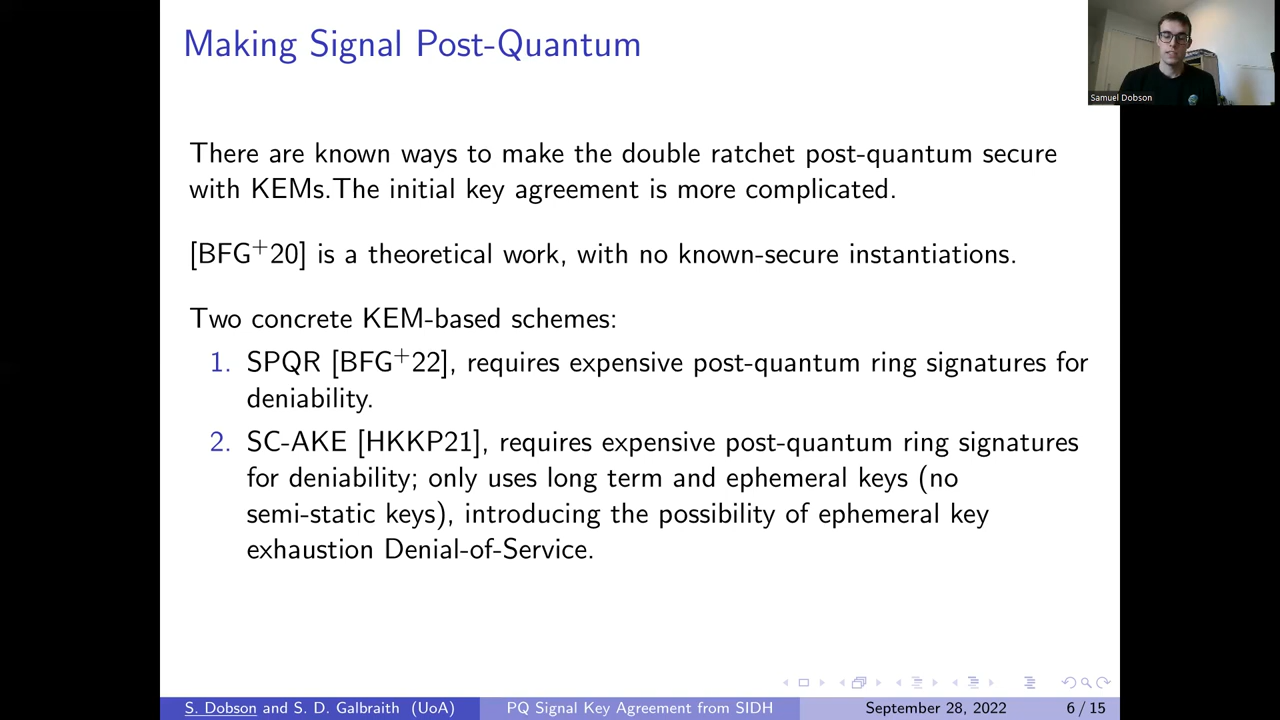 Making Signal Post-Quantum
Samuel Dobson
There are known ways to make the double ratchet post-quantum secure
with KEMs.The initial key agreement is more complicated.
[BFG+20] is a theoretical work, with no known-secure instantiations.
Two concrete KEM-based schemes:
1. SPQR [BFG+22], requires expensive post-quantum ring signatures for
deniability.
2. SC-AKE [HKKP21], requires expensive post-quantum ring signatures
for deniability; only uses long term and ephemeral keys (no
semi-static keys), introducing the possibility of ephemeral key
exhaustion Denial-of-Service.
S. Dobson and S. D. Galbraith (UoA) PQ Signal Key Agreement from SIDH September 28, 2022 6 / 15